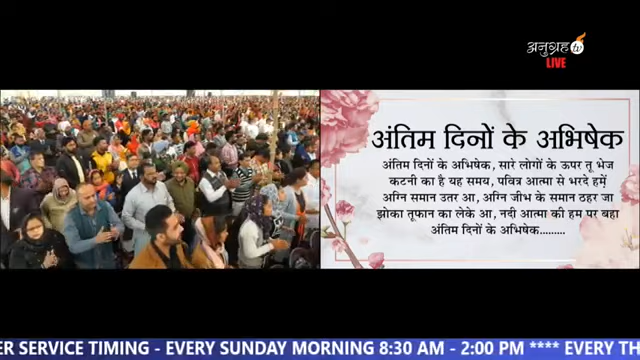 अनुग्रह tv
LIVE
अंतिम दिनों के अभिषेक
अंतिम दिनों के अभिषेक, सारे लोगों के ऊपर तू भेज
कटनी का है यह समय, पवित्र आत्मा से भरदे हमें
अग्नि समान उतर आ, अग्नि जीभ के समान ठहर जा
झोका तूफान का लेके आ, नदी आत्मा की हम पर बहा
अंतिम दिनों के अभिषेक.........
ER SERVICE TIMING - EVERY SUNDAY MORNING 8:30 AM - 2:00 PM **** EVERY TH